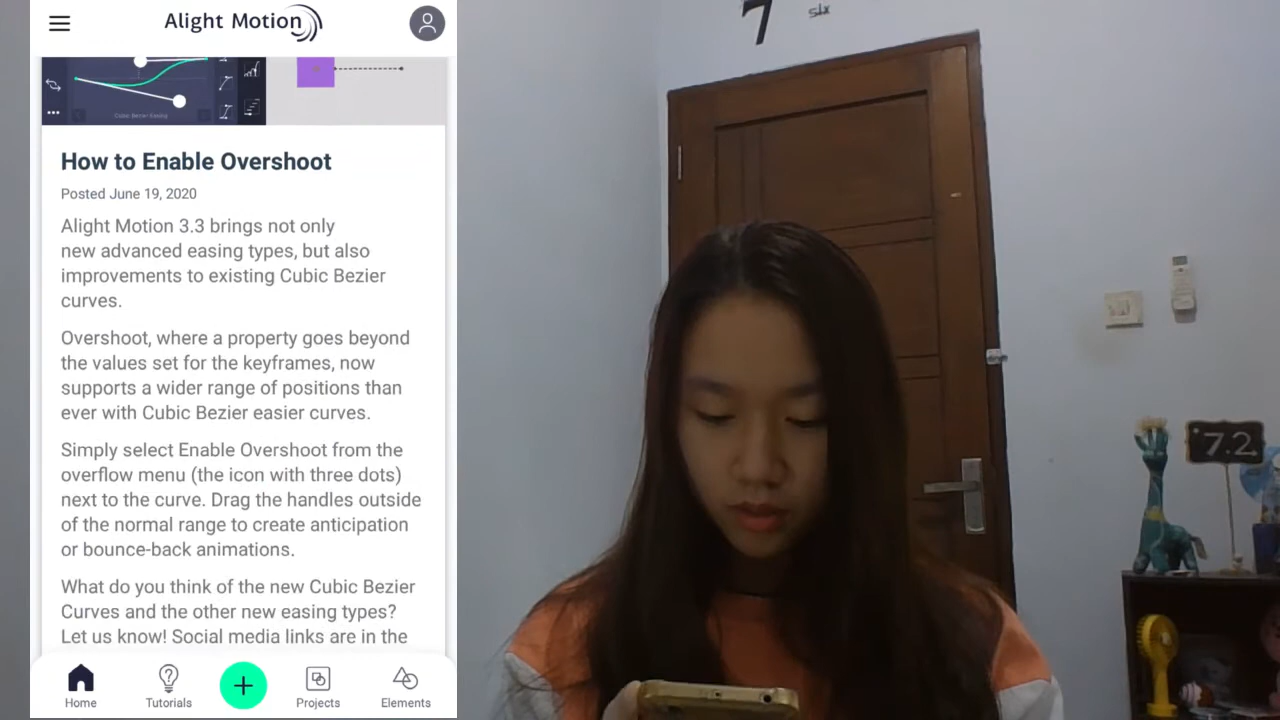 Alight Motion
Cubic Bezier Easing
How to Enable Overshoot
Posted June 19, 2020
Alight Motion 3.3 brings not only
new advanced easing types, but also
improvements to existing Cubic Bezier
curves.
Overshoot, where a property goes beyond
the values set for the keyframes, now
supports a wider range of positions than
ever with Cubic Bezier easier curves.
Simply select Enable Overshoot from the
overflow menu (the icon with three dots)
next to the curve. Drag the handles outside
of the normal range to create anticipation
or bounce-back animations.
What do you think of the new Cubic Bezier
Curves and the other new easing types?
Let us know! Social media links are in the
Home
Tutorials
Projects
Elements
7
six
7.2